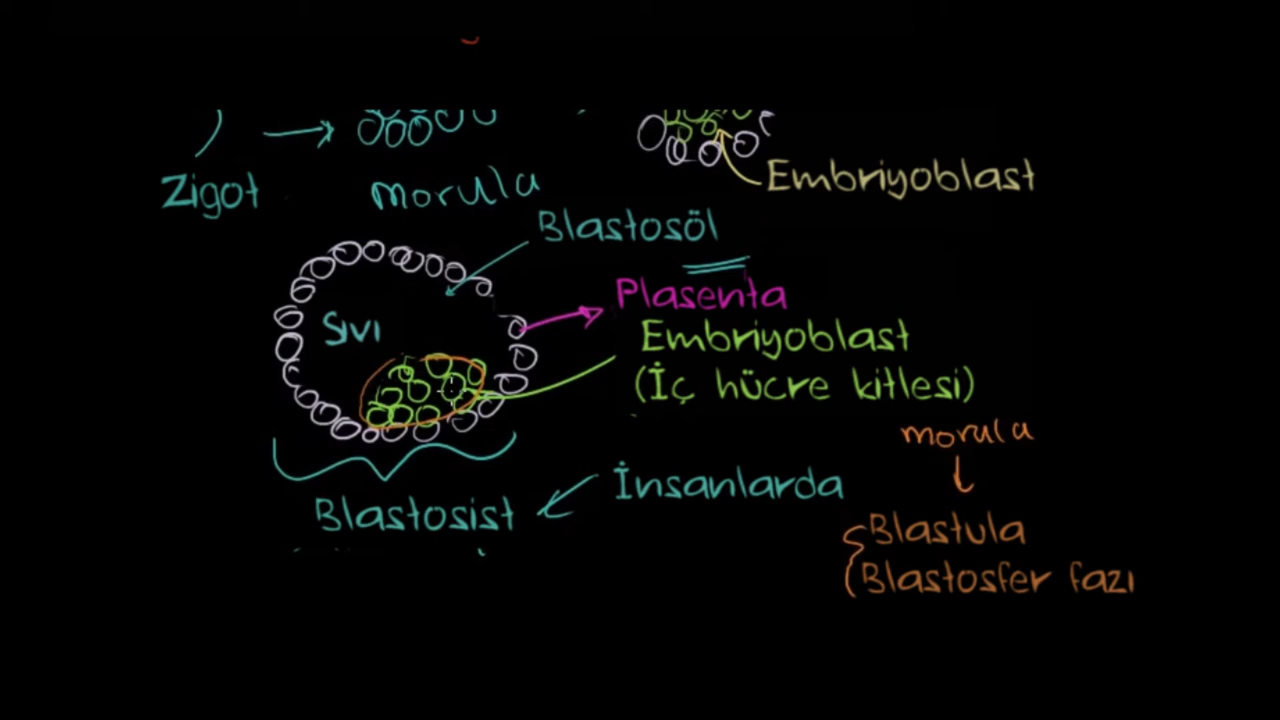 Embriyoblast
Zigot
morula
Blastosöl
Plasenta
Sıvı
Embriyoblast
(İç hücre kitlesi)
morula
İnsanlarda
Blastosist
Blastula
Blastosfer fazı